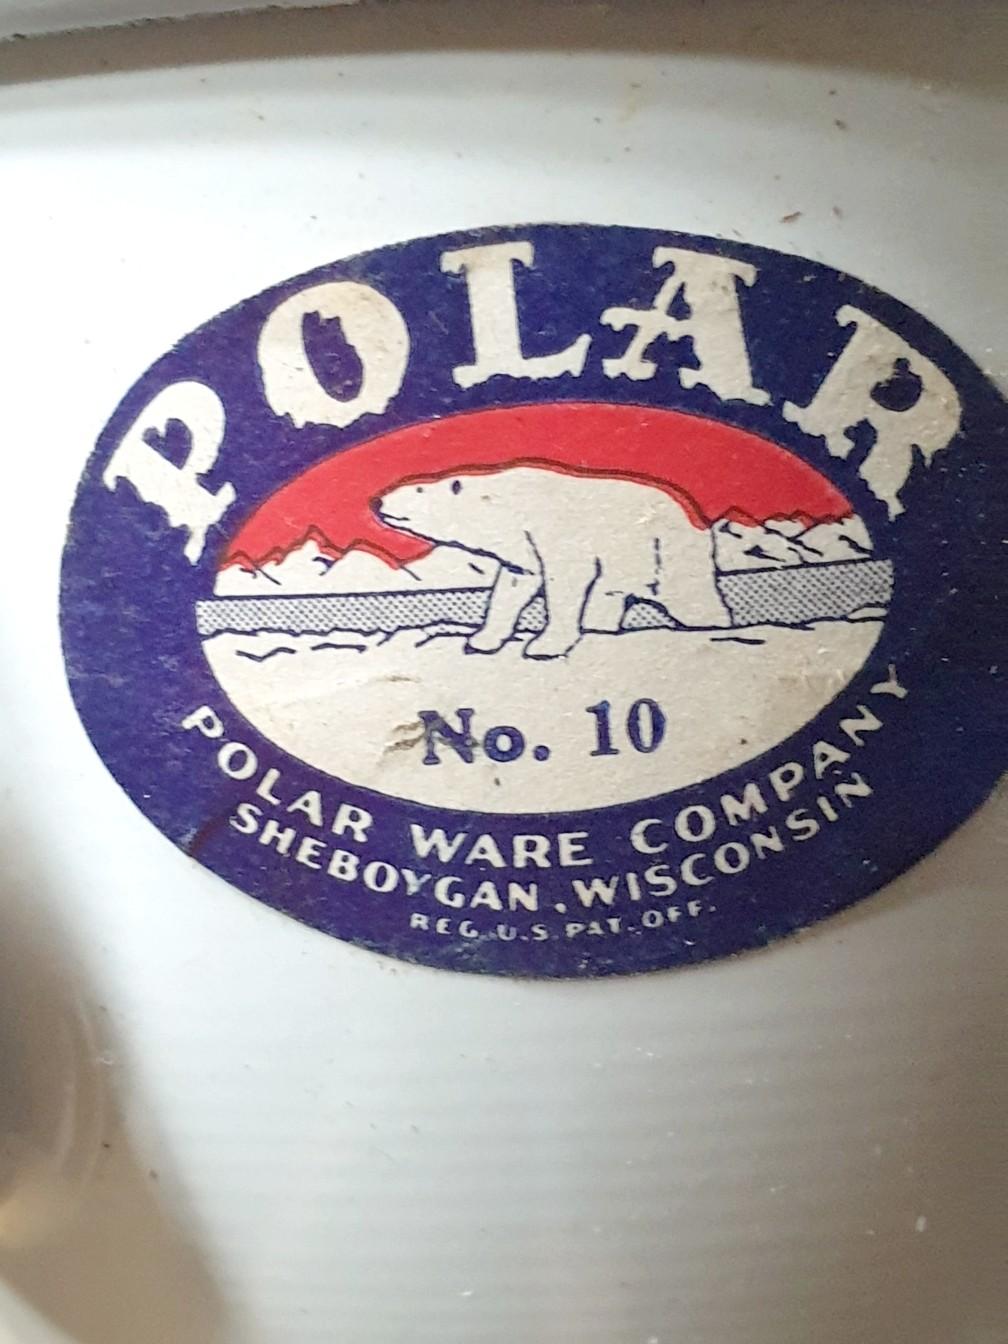 POLAR
No. 10
POLAR WARE COMPANY
SHEBOYGAN, WISCONSIN
REG. U.S. PAT. OFF.